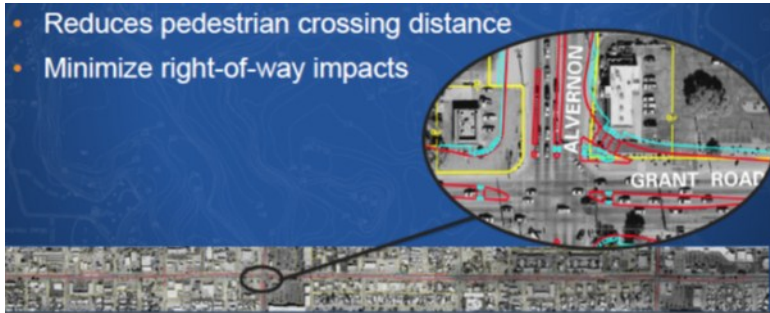 • Reduces pedestrian crossing distance
• Minimize right-of-way impacts
ALVERNON
GRANT ROAD